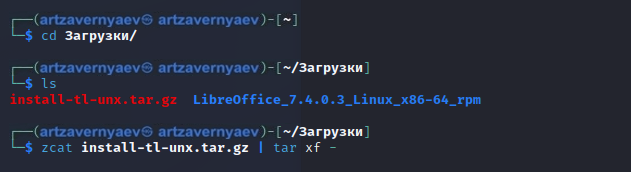 ┌──(artzavernyaev㉿artzavernyaev)-[~]
└─$ cd Загрузки/
┌──(artzavernyaev㉿artzavernyaev)-[~/Загрузки]
└─$ ls
install-tl-unx.tar.gz  LibreOffice_7.4.0.3_Linux_x86-64_rpm
┌──(artzavernyaev㉿artzavernyaev)-[~/Загрузки]
└─$ zcat install-tl-unx.tar.gz | tar xf -